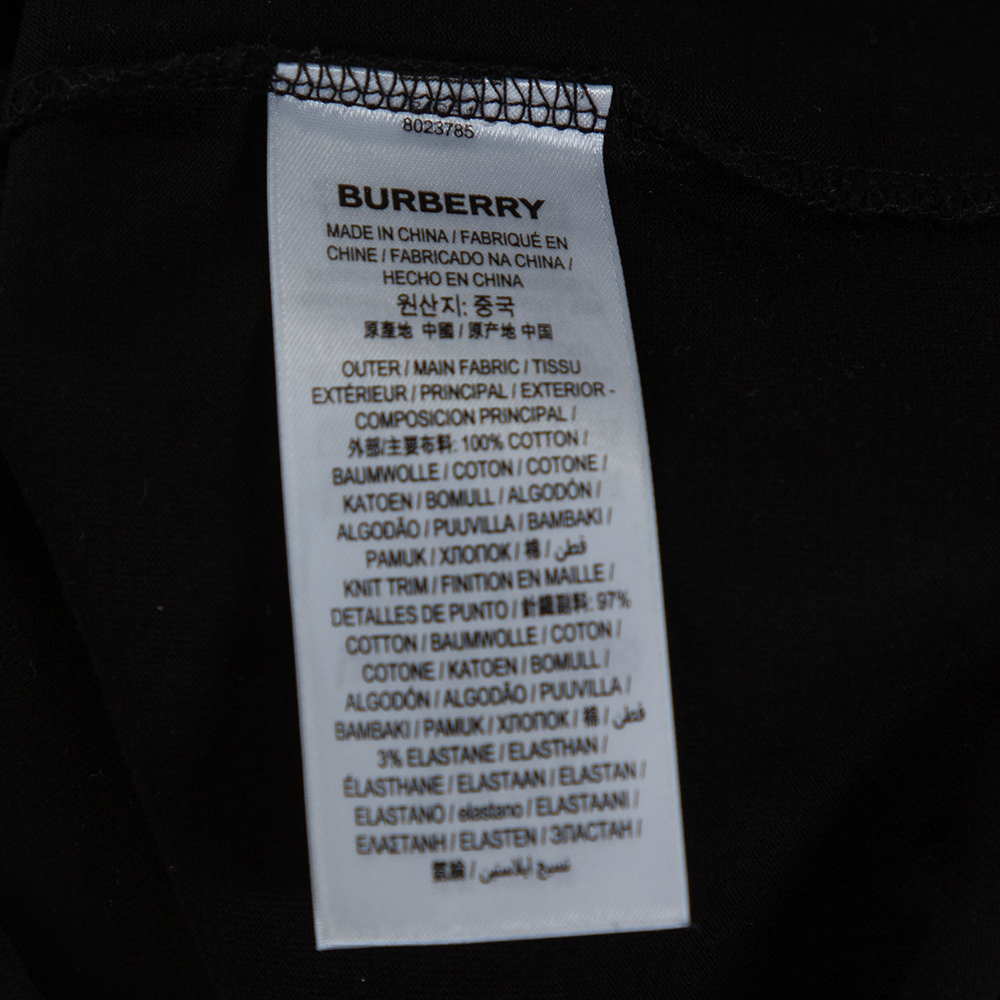 8023785
BURBERRY
MADE IN CHINA / FABRIQUÉ EN
CHINE / FABRICADO NA CHINA /
HECHO EN CHINA
원산지: 중국
原產地 中國 / 原产地 中国
OUTER / MAIN FABRIC / TISSU
EXTÉRIEUR / PRINCIPAL / EXTERIOR -
COMPOSICION PRINCIPAL /
外部/主要布料: 100% COTTON /
BAUMWOLLE / COTON / COTONE /
KATOEN / BOMULL / ALGODÓN /
ALGODÃO / PUUVILLA / BAMBAKI /
PAMUK / ХЛОПОК / 棉 / قطن
KNIT TRIM / FINITION EN MAILLE /
DETALLES DE PUNTO / 針織副料: 97%
COTTON / BAUMWOLLE / COTON /
COTONE / KATOEN / BOMULL /
ALGODÓN / ALGODÃO / PUUVILLA /
BAMBAKI / PAMUK / ХЛОПОК / 棉 / قطن
3% ELASTANE / ELASTHAN /
ÉLASTHANE / ELASTAAN / ELASTAN /
ELASTANO / elastano / ELASTAANI /
ΕΛΑΣΤΑΝΗ / ELASTEN / ЭЛАСТАН /
/ نسيج إيلاستين